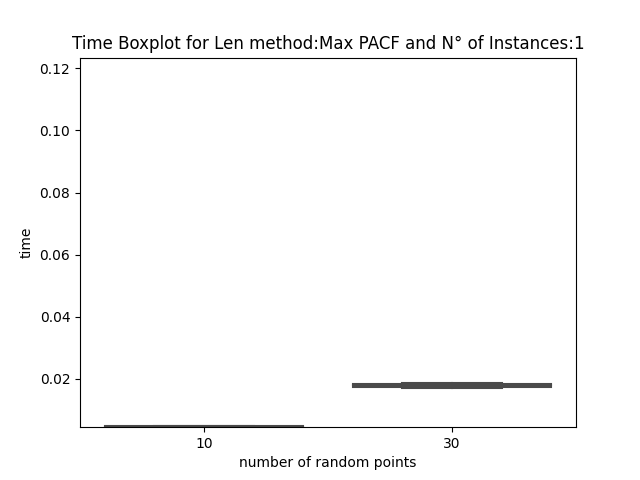 Time Boxplot for Len method:Max PACF and N° of Instances:1
0.12
0.10
0.08
0.06
0.04
0.02
time
10 30
number of random points